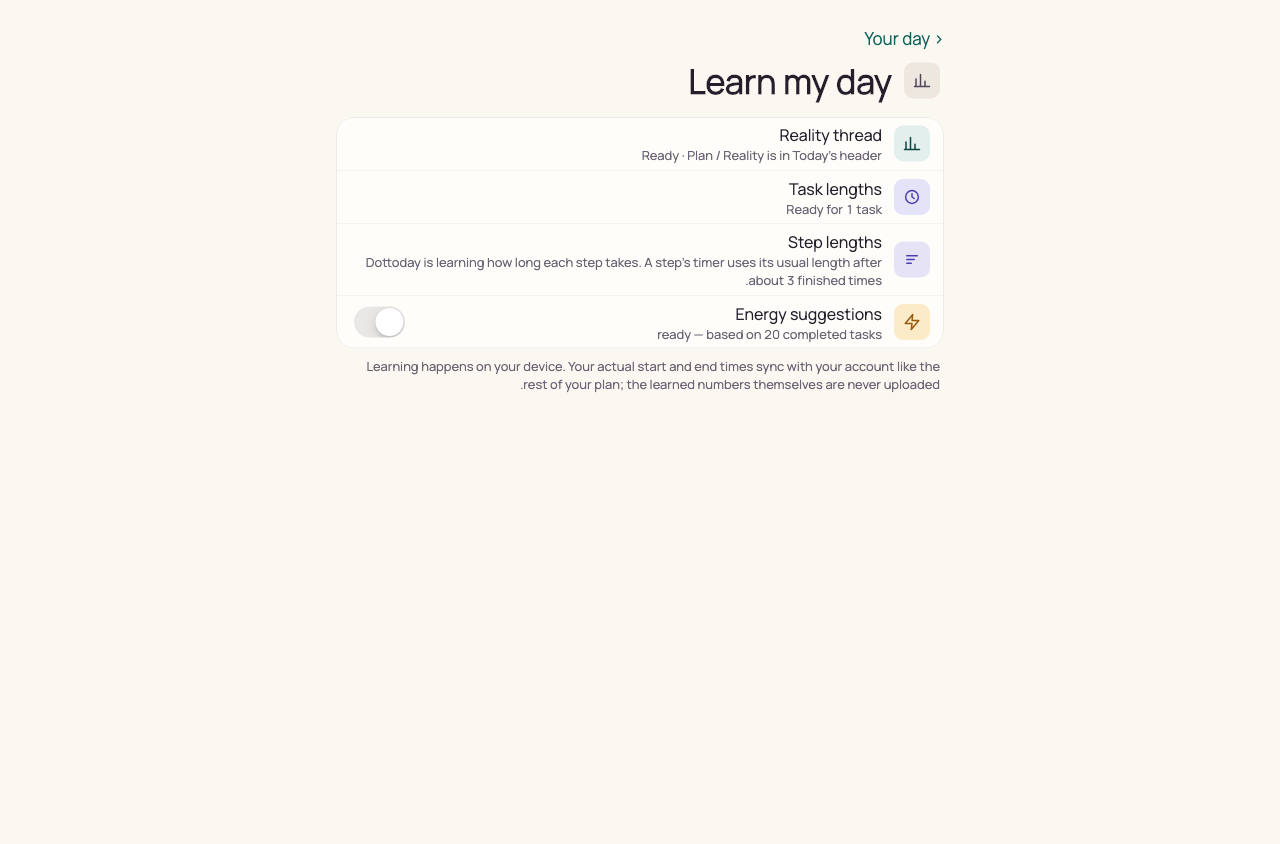 Your day ›
Learn my day
Reality thread
Ready · Plan / Reality is in Today's header
Task lengths
Ready for 1 task
Step lengths
Dottoday is learning how long each step takes. A step's timer uses its usual length after
about 3 finished times.
Energy suggestions
ready — based on 20 completed tasks
Learning happens on your device. Your actual start and end times sync with your account like the
rest of your plan; the learned numbers themselves are never uploaded.